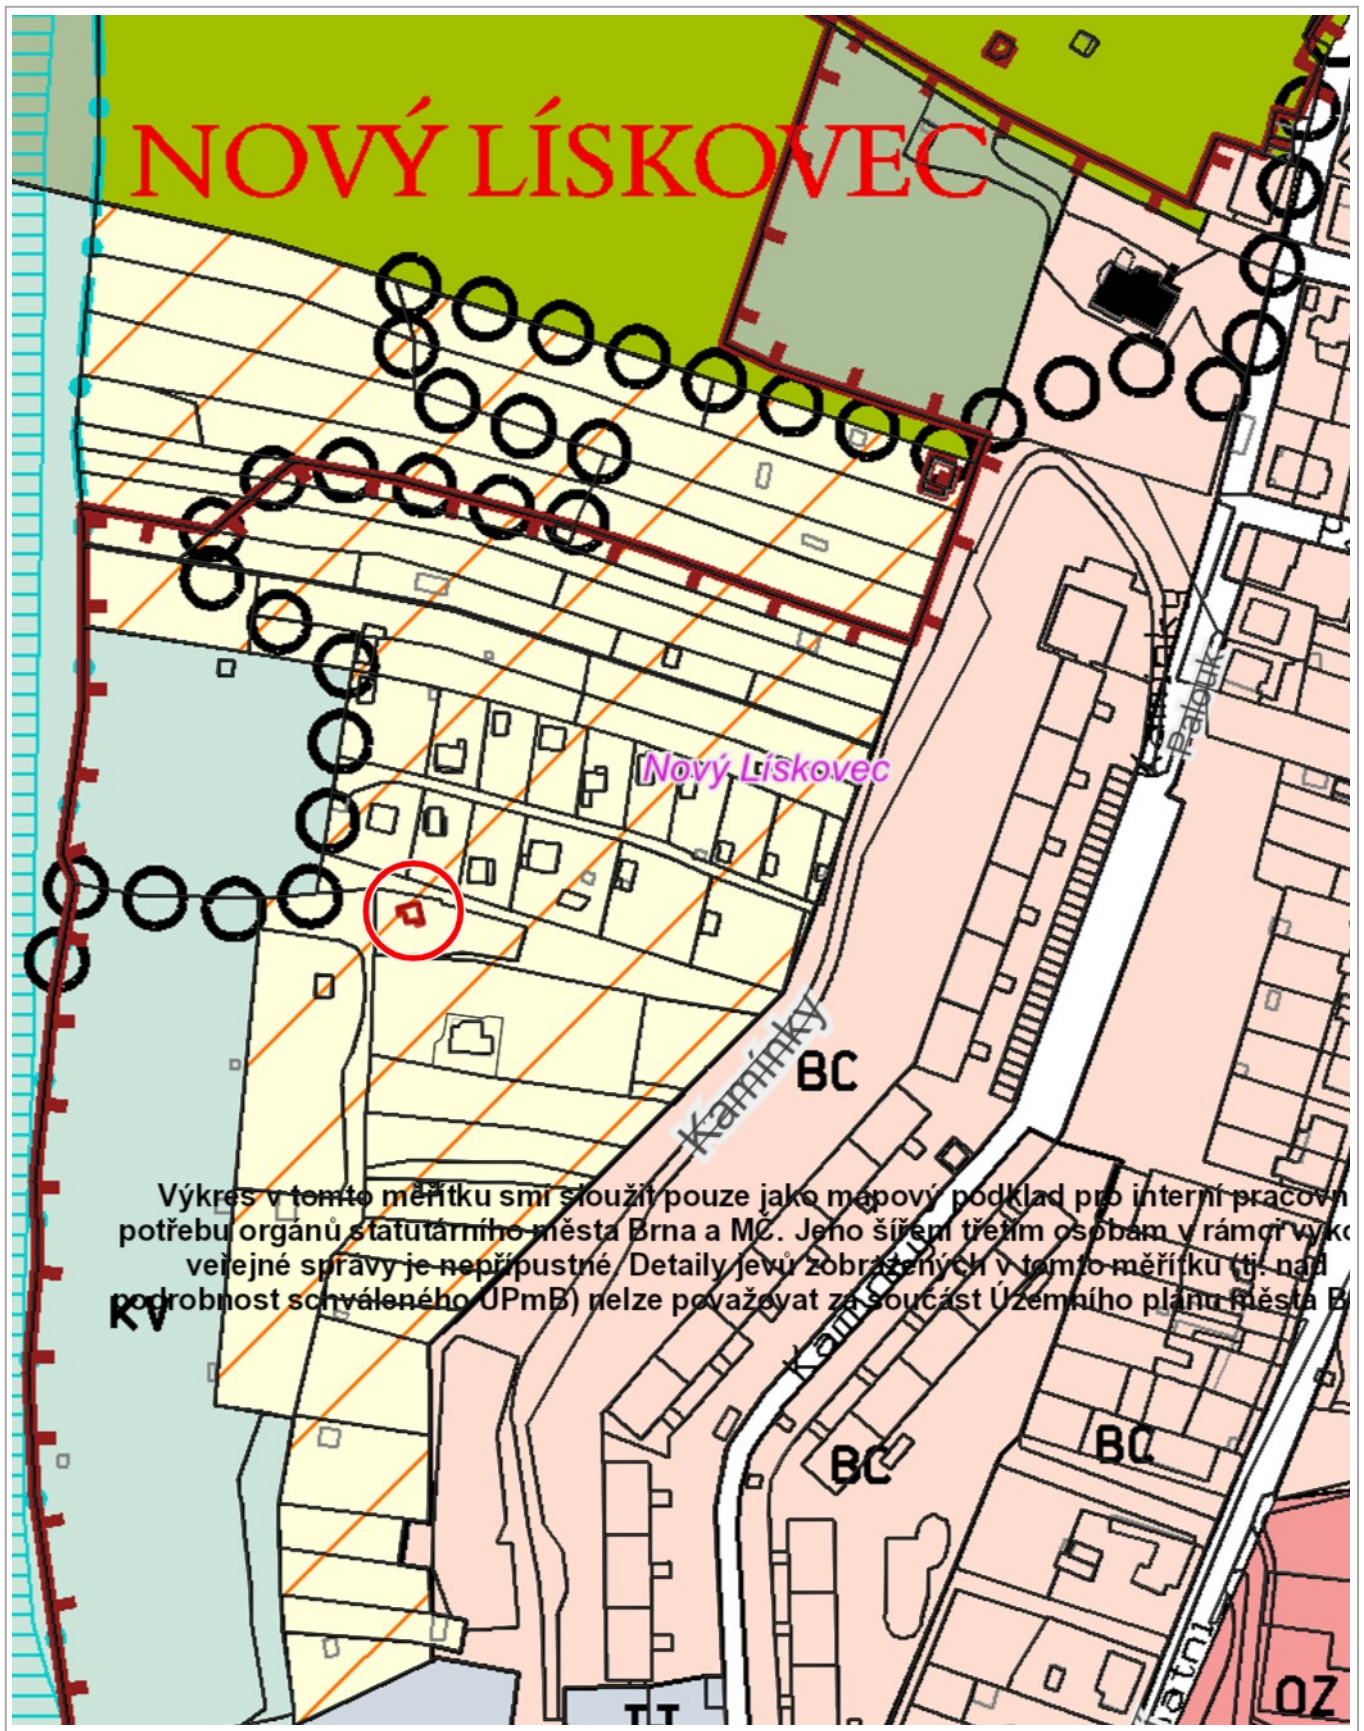 NOVÝ LÍSKOVEC
Nový Lískovec
Kamínky
BC
Výkres v tomto měřítku smí sloužit pouze jako mapový podklad pro interní pracovn
potřebu orgánů statutárního města Brna a MČ. Jeho šíření třetím osobám v rámci výko
veřejné správy je nepřípustné. Detaily jevů zobrazených v tomto měřítku (tj. nad
podrobnost schváleného ÚPmB) nelze považovat za součást Územního plánu města B
KV
Kamínky
BC
BC
OZ